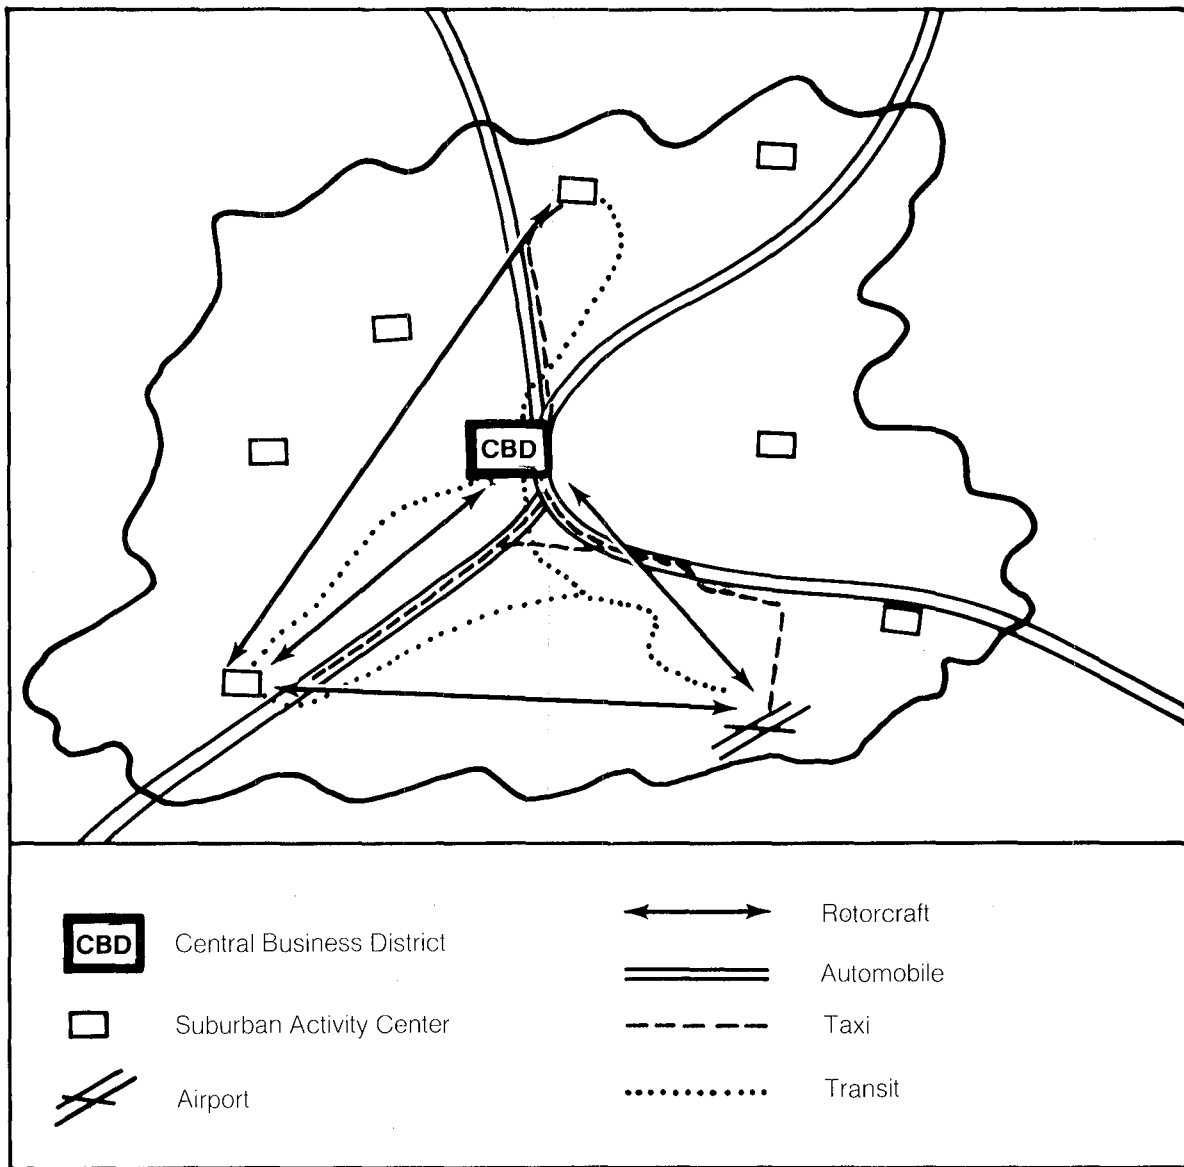 CBD
CBD Central Business District
Suburban Activity Center
Airport
Rotorcraft
Automobile
Taxi
Transit